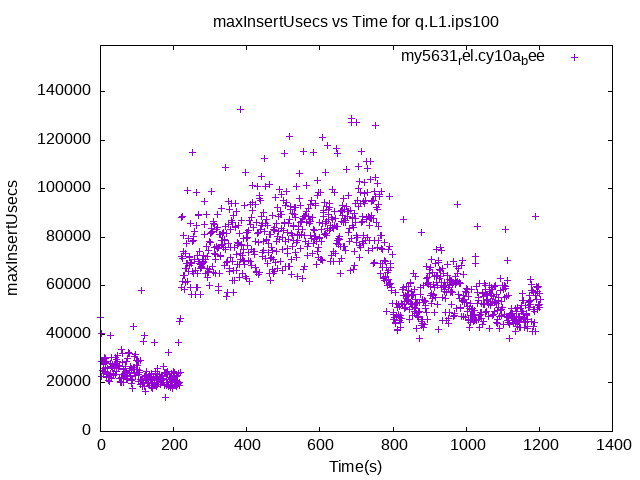 maxInsertUsecs vs Time for q.L1.ips100
my5631rel.cy10abee
maxInsertUsecs
140000
120000
100000
80000
60000
40000
20000
0
0 200 400 600 800 1000 1200 1400
Time(s)